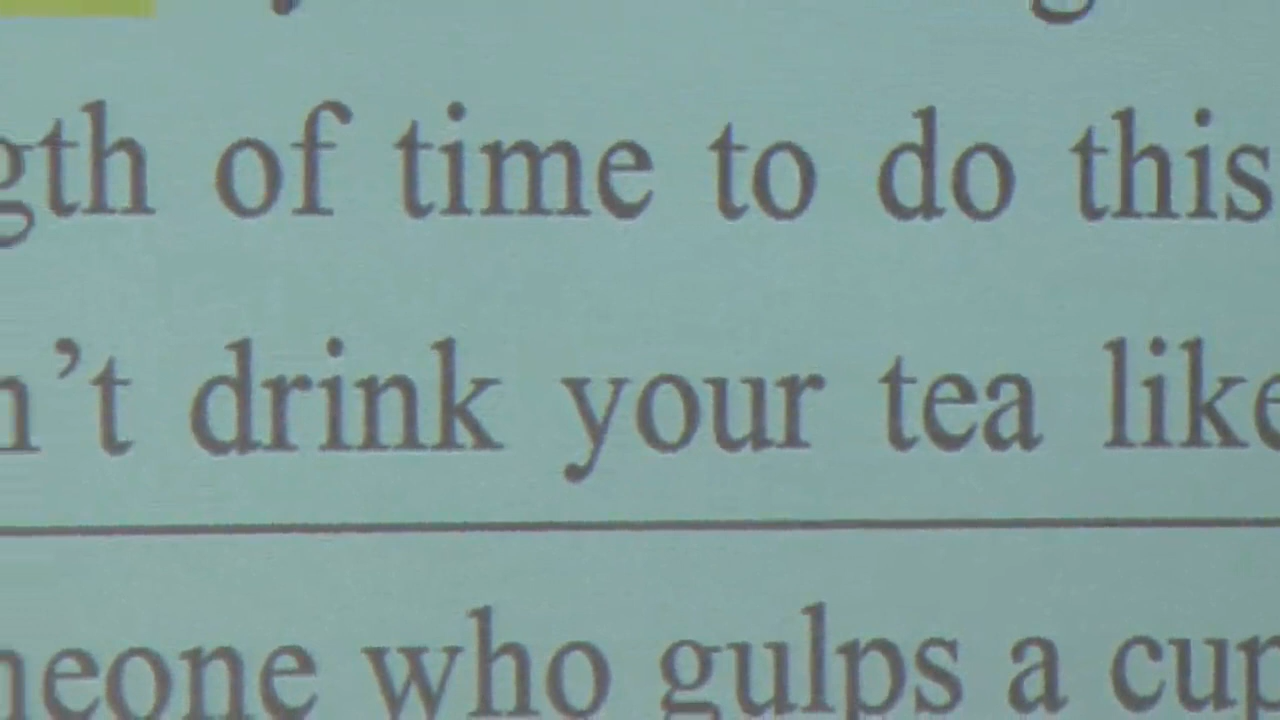 gth of time to do this
n’t drink your tea like
neone who gulps a cup